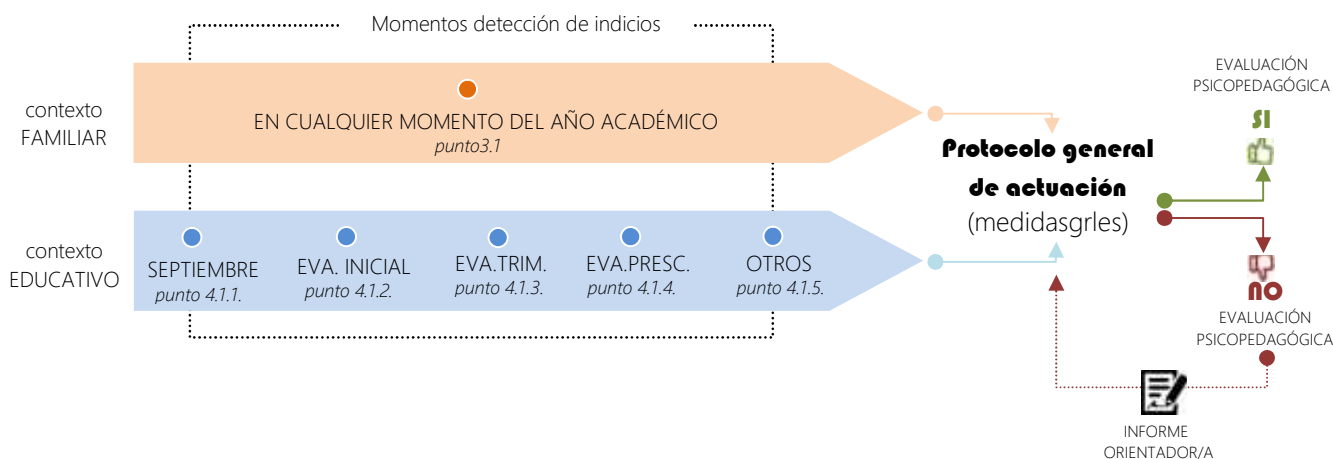 Momentos detección de indicios
contexto
FAMILIAR
EN CUALQUIER MOMENTO DEL AÑO ACADÉMICO
punto3.1
contexto
EDUCATIVO
SEPTIEMBRE
punto 4.1.1.
EVA. INICIAL
punto 4.1.2.
EVA.TRIM.
punto 4.1.3.
EVA.PRESC.
punto 4.1.4.
OTROS
punto 4.1.5.
Protocolo general
de actuación
(medidasgrles)
EVALUACIÓN
PSICOPEDAGÓGICA
SI
NO
EVALUACIÓN
PSICOPEDAGÓGICA
INFORME
ORIENTADOR/A